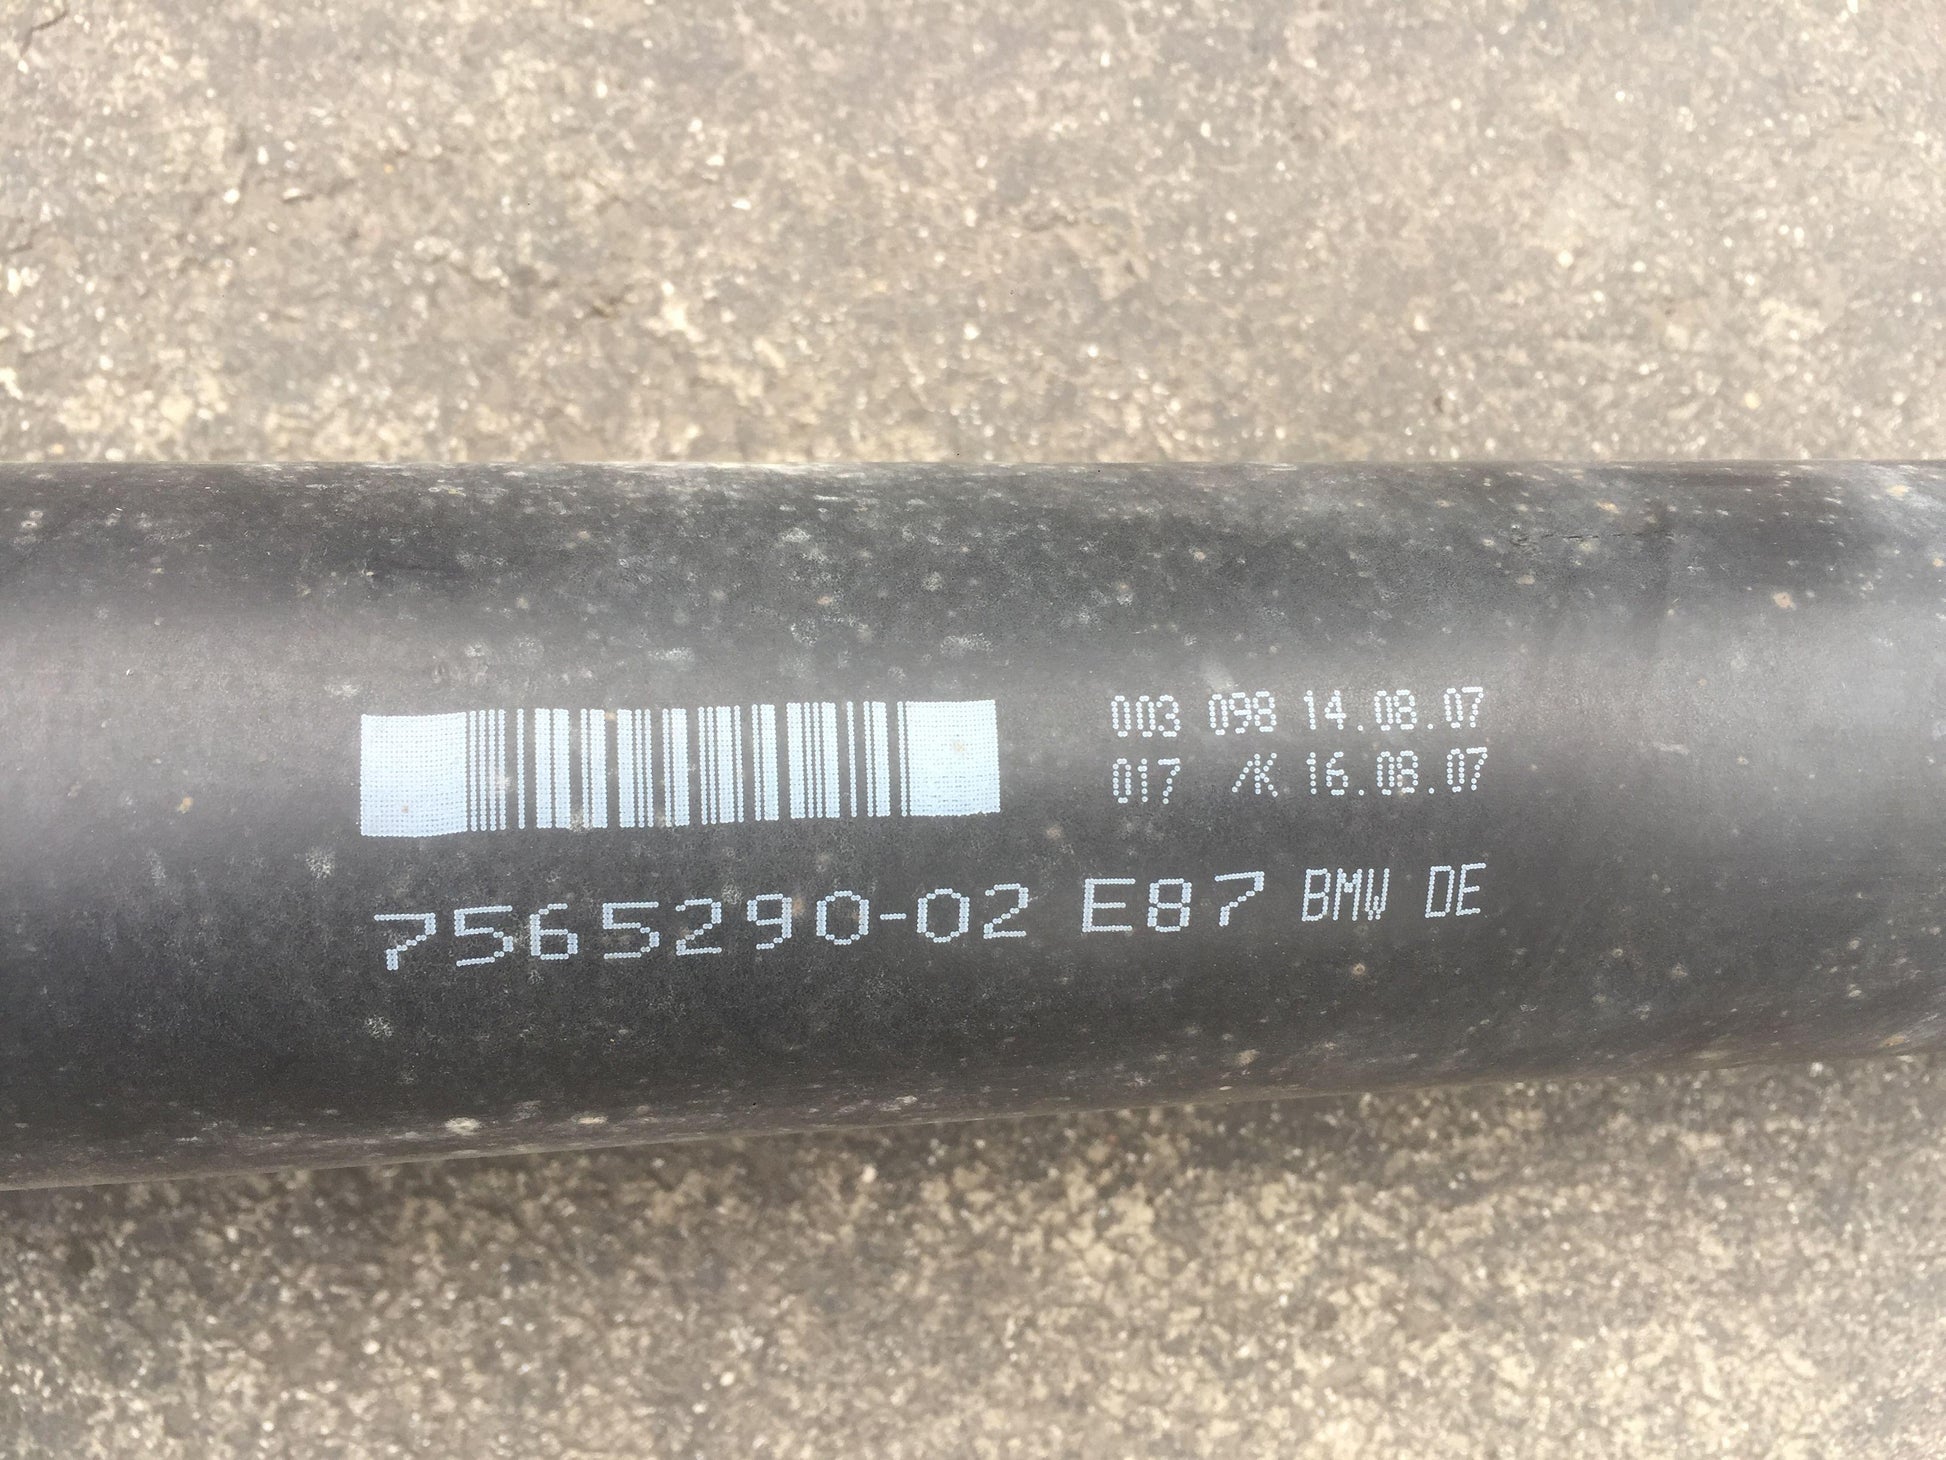 003 098 14.08.07
017 /K 16.08.07
7565290-02 E87 BMW DE